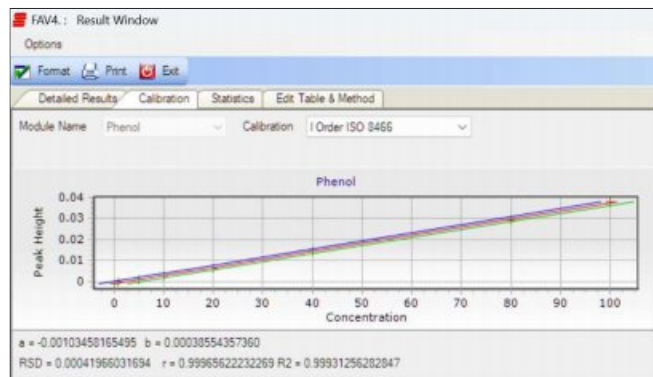 FAV4. : Result Window
Options
Format Print Exit
Detailed Results Calibration Statistics Edit Table & Method
Module Name Phenol Calibration I Order ISO 8466
Phenol
0.04
0.03
0.02
0.01
0
Peak Height
0 10 20 30 40 50 60 70 80 90 100
Concentration
a = -0.00103458165495 b = 0.00038554357360
RSD = 0.00041966031694 r = 0.99965622232269 R2 = 0.99931256282847